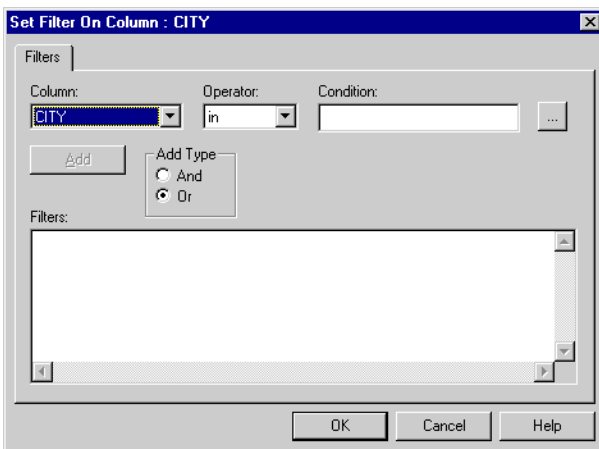 Set Filter On Column : CITY
Filters
Column: Operator: Condition:
CITY in ...
Add Add Type
And
Or
Filters:
OK Cancel Help